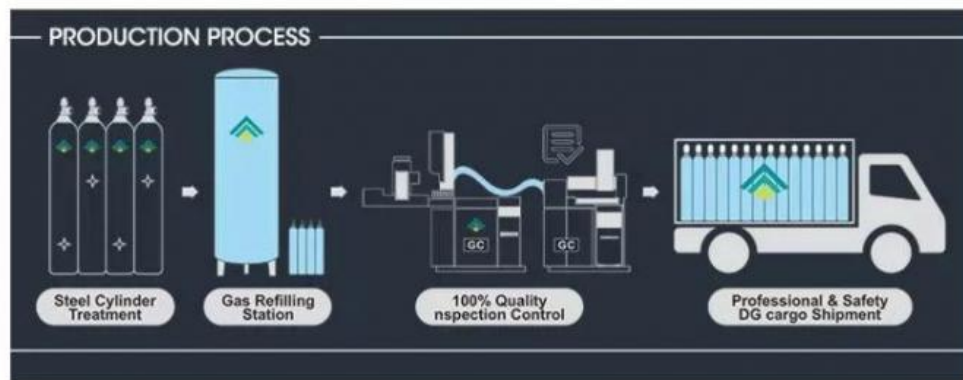 PRODUCTION PROCESS
GC
GC
Steel Cylinder
Treatment
Gas Refilling
Station
100% Quality
nspection Control
Professional & Safety
DG cargo Shipment